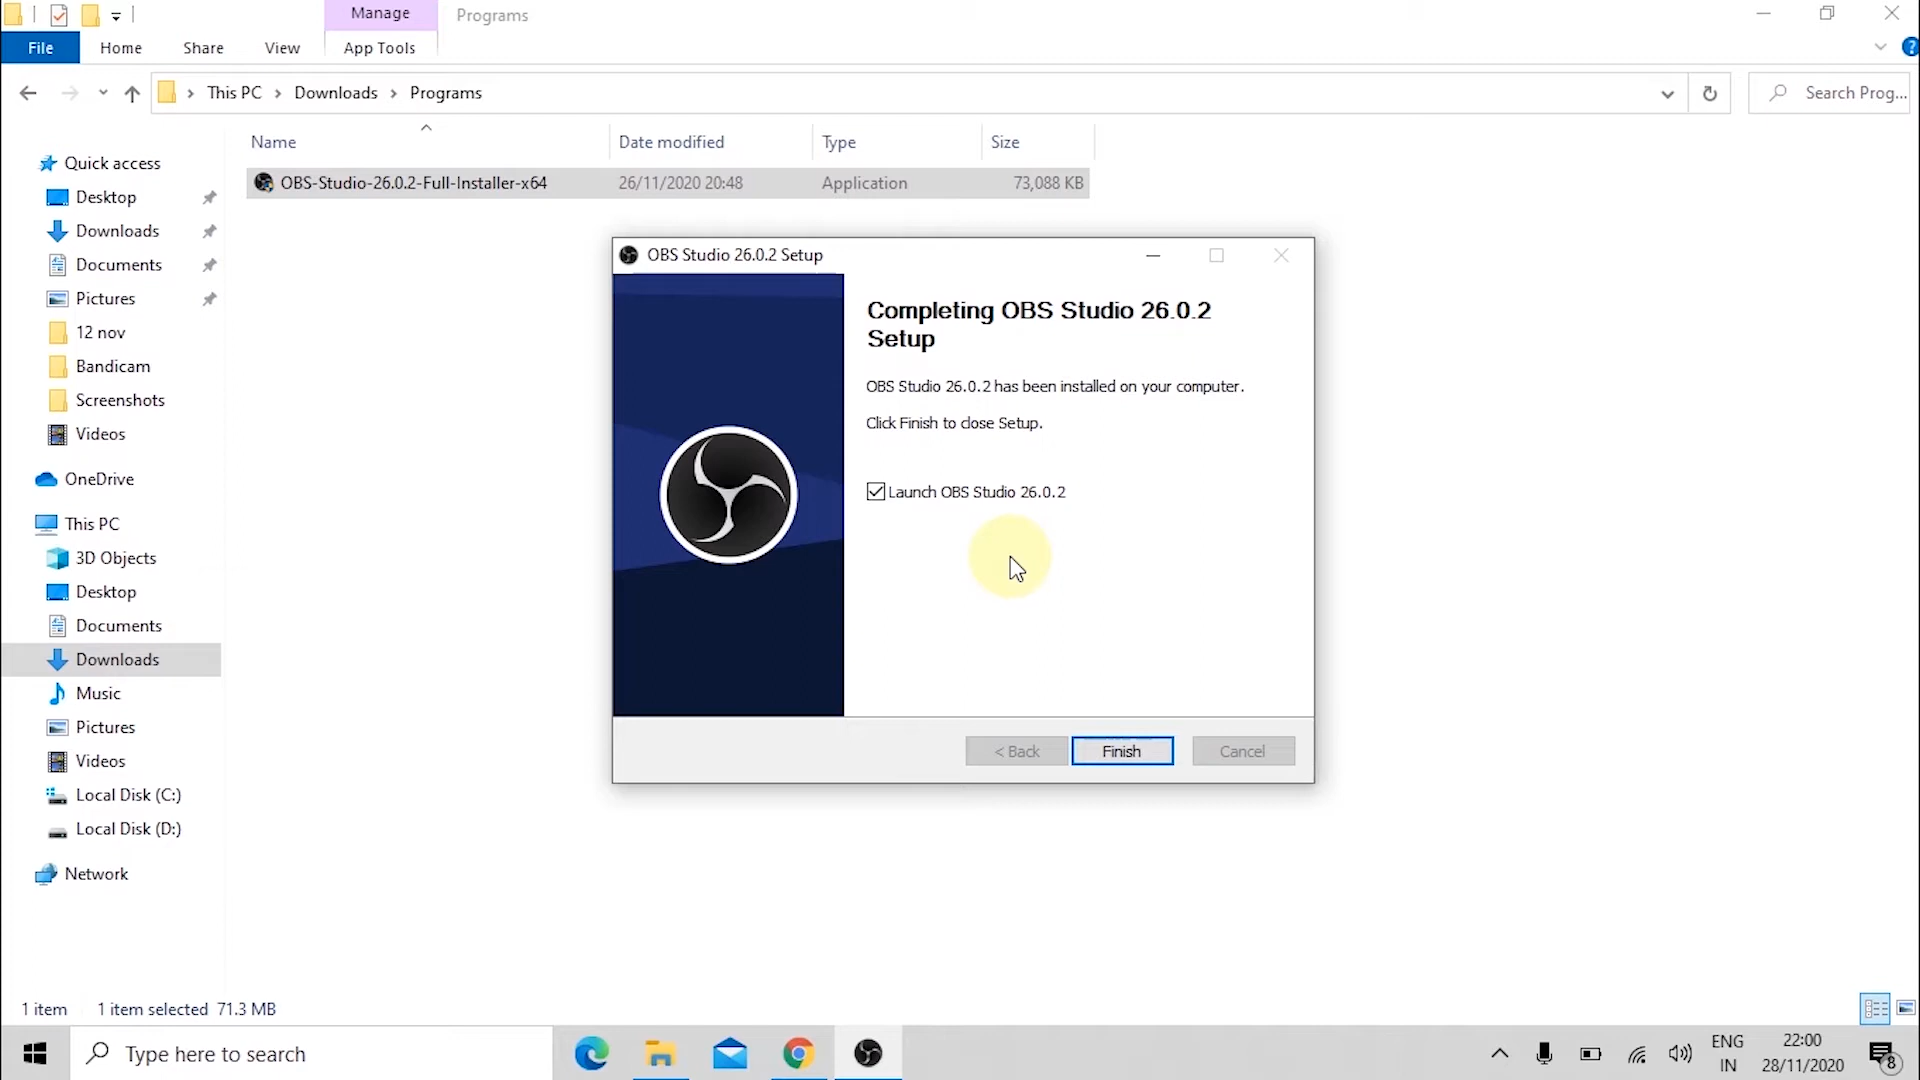 Manage
Programs
File
Home
Share
View
App Tools
This PC
Downloads
Programs
Search Prog...
Name
Date modified
Type
Size
OBS-Studio-26.0.2-Full-Installer-x64
26/11/2020 20:48
Application
73,088 KB
Quick access
Desktop
Downloads
Documents
Pictures
12 nov
Bandicam
Screenshots
Videos
OneDrive
This PC
3D Objects
Desktop
Documents
Downloads
Music
Pictures
Videos
Local Disk (C:)
Local Disk (D:)
Network
OBS Studio 26.0.2 Setup
Completing OBS Studio 26.0.2
Setup
OBS Studio 26.0.2 has been installed on your computer.
Click Finish to close Setup.
Launch OBS Studio 26.0.2
< Back
Finish
Cancel
1 item
1 item selected 71.3 MB
Type here to search
ENG
IN
22:00
28/11/2020
8